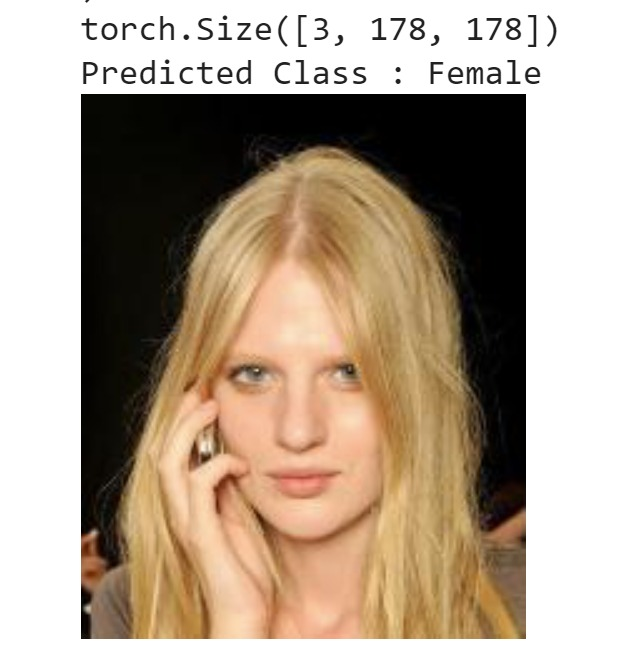 torch.Size([3, 178, 178])
Predicted Class : Female